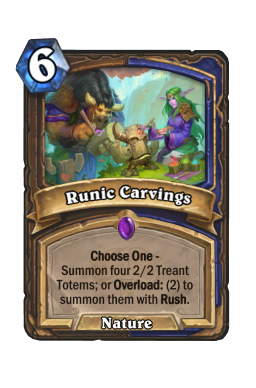 6
Runic Carvings
Choose One -
Summon four 2/2 Treant
Totems; or Overload: (2) to
summon them with Rush.
Nature